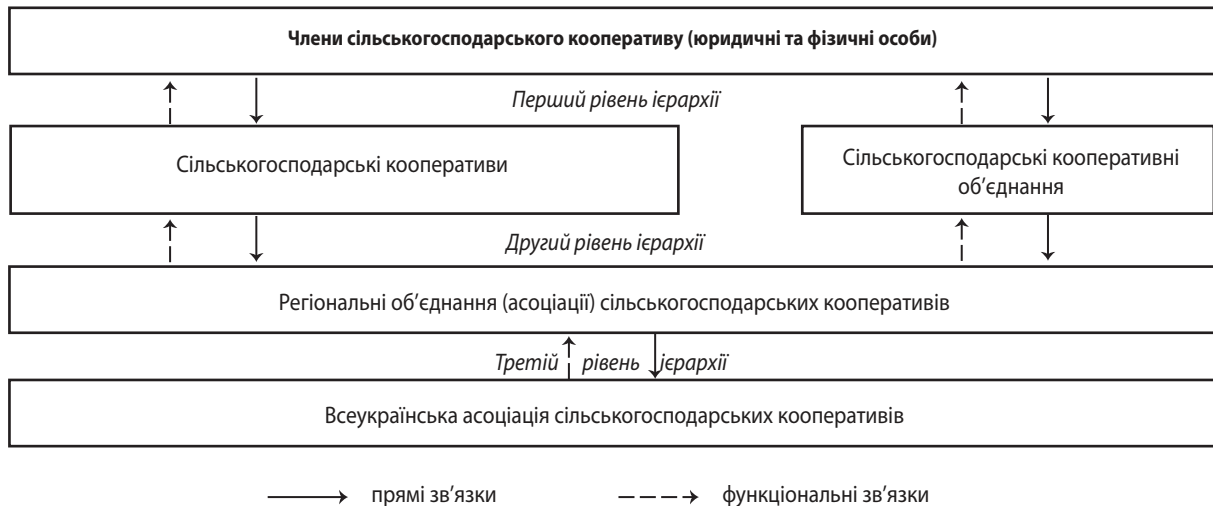 Члени сільськогосподарського кооперативу (юридичні та фізичні особи)
Перший рівень ієрархії
Сільськогосподарські кооперативи
Сільськогосподарські кооперативні
об’єднання
Другий рівень ієрархії
Регіональні об’єднання (асоціації) сільськогосподарських кооперативів
Третій рівень ієрархії
Всеукраїнська асоціація сільськогосподарських кооперативів
прямі зв'язки
функціональні зв'язки